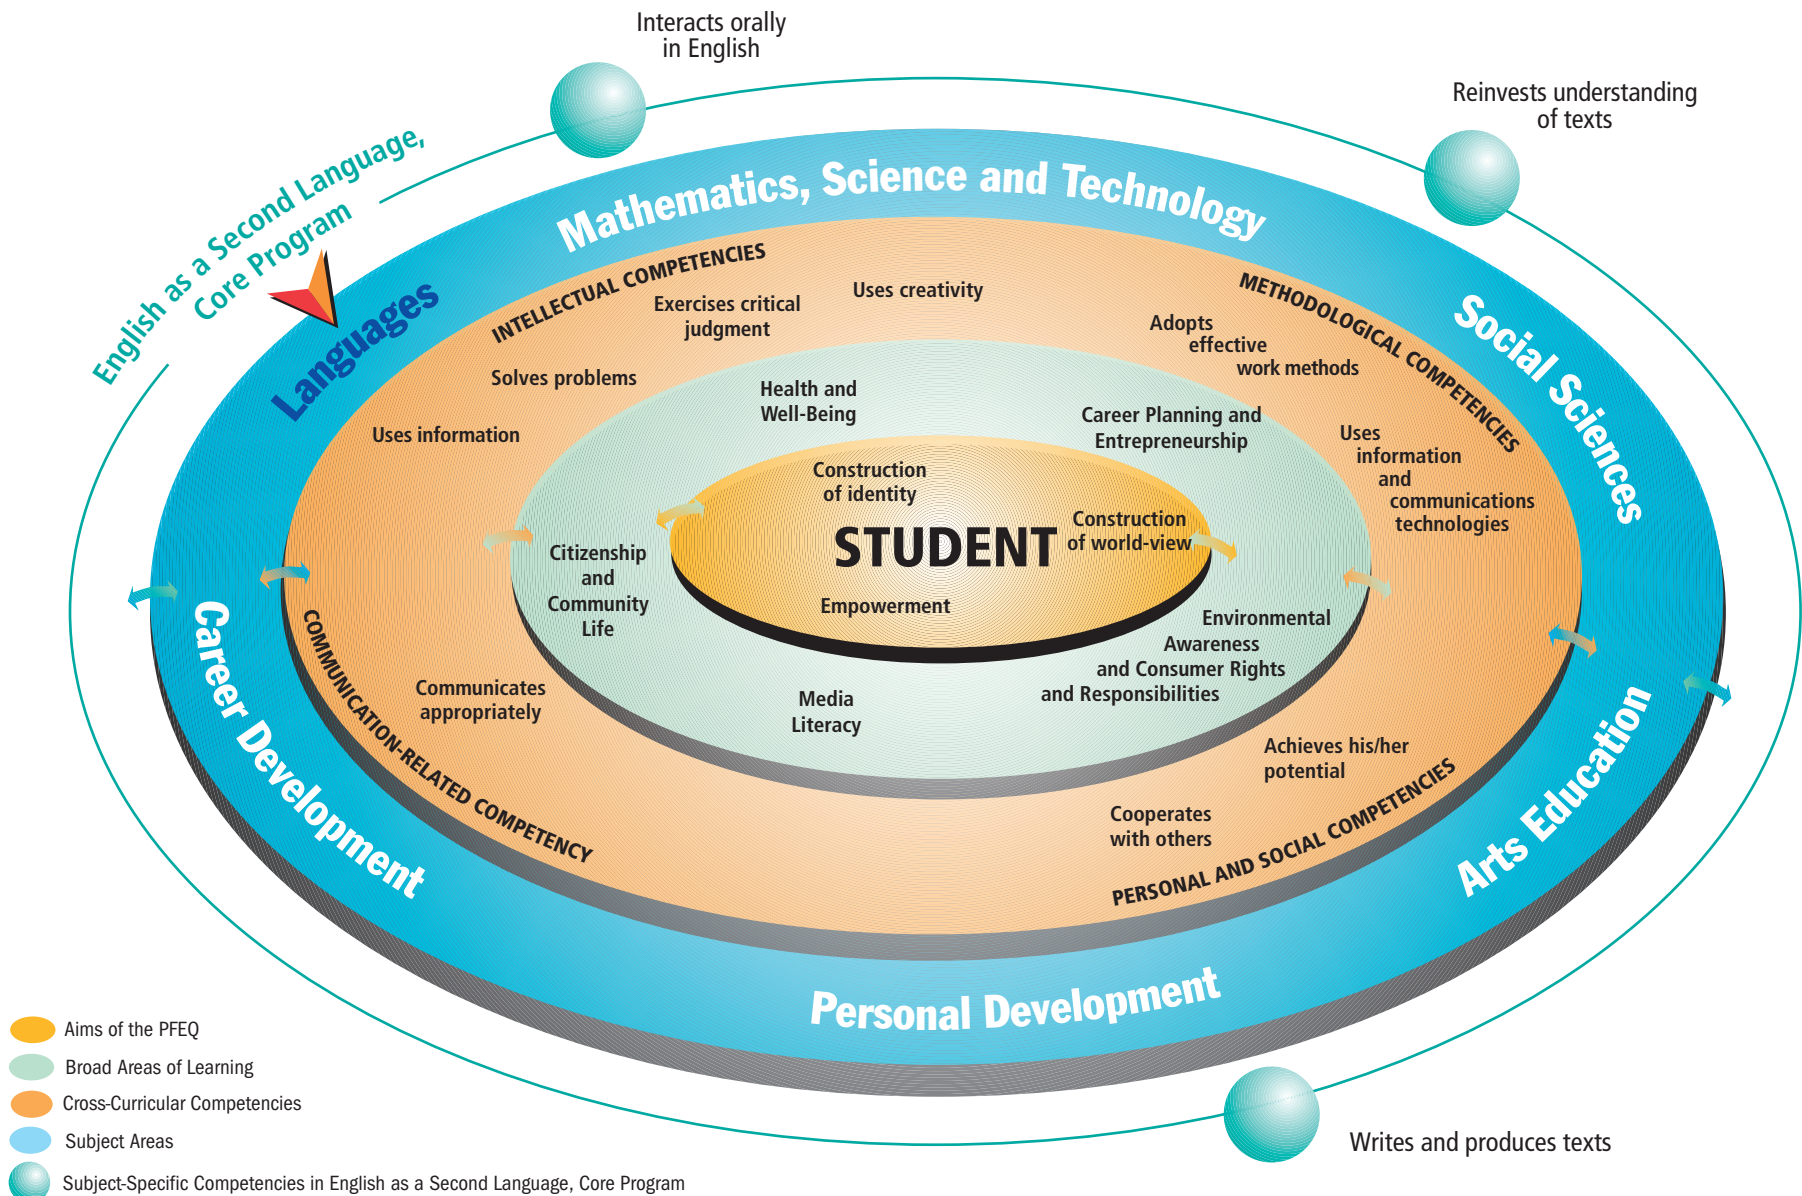 Interacts orally
in English
Reinvests understanding
of texts
English as a Second Language,
Core Program
Languages
Mathematics, Science and Technology
Social Sciences
Arts Education
Personal Development
Career Development
INTELLECTUAL COMPETENCIES
Uses information
Solves problems
Exercises critical
judgment
Uses creativity
METHODOLOGICAL COMPETENCIES
Adopts
effective
work methods
Uses
information
and
communications
technologies
PERSONAL AND SOCIAL COMPETENCIES
Achieves his/her
potential
Cooperates
with others
COMMUNICATION-RELATED COMPETENCY
Communicates
appropriately
Health and
Well-Being
Career Planning and
Entrepreneurship
Environmental
Awareness
and Consumer Rights
and Responsibilities
Media
Literacy
Citizenship
and
Community
Life
Construction
of identity
STUDENT
Construction
of world-view
Empowerment
Writes and produces texts
Aims of the PFEQ
Broad Areas of Learning
Cross-Curricular Competencies
Subject Areas
Subject-Specific Competencies in English as a Second Language, Core Program